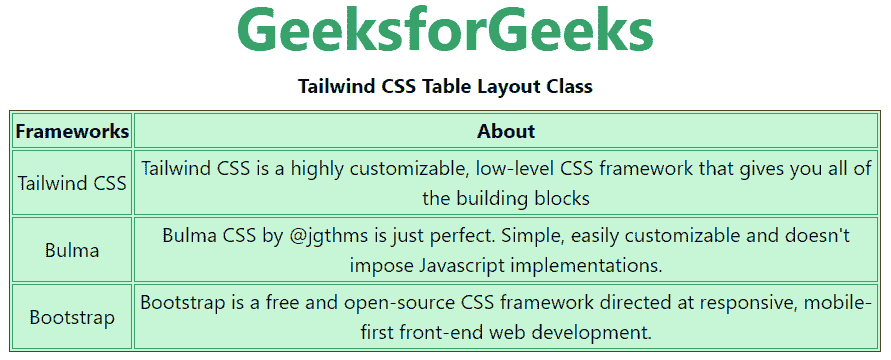 GeeksforGeeks
Tailwind CSS Table Layout Class
Frameworks About
Tailwind CSS Tailwind CSS is a highly customizable, low-level CSS framework that gives you all of
the building blocks
Bulma Bulma CSS by @jgthms is just perfect. Simple, easily customizable and doesn't
impose Javascript implementations.
Bootstrap Bootstrap is a free and open-source CSS framework directed at responsive, mobile-
first front-end web development.